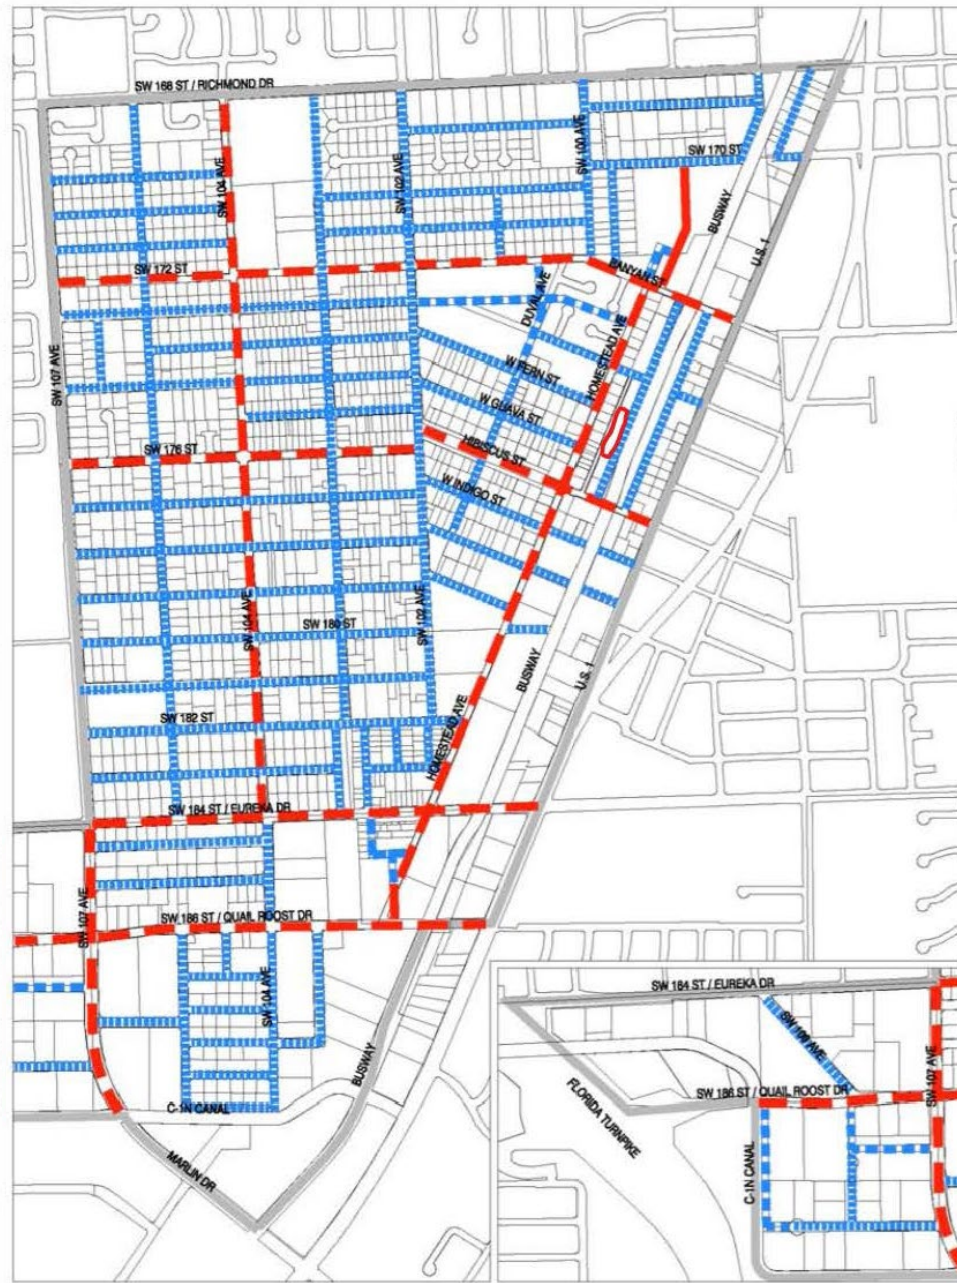 SW 168 ST / RICHMOND DR
SW 104 AVE
SW 102 AVE
SW 100 AVE
SW 170 ST
BUSWAY
U.S. 1
SW 172 ST
BANYAN ST
DUVAL AVE
HOMESTEAD AVE
SW 107 AVE
W FERN ST
W GUAVA ST
HIBISCUS ST
SW 176 ST
W INDIGO ST
SW 104 AVE
SW 180 ST
SW 102 AVE
BUSWAY
U.S. 1
SW 182 ST
HOMESTEAD AVE
SW 184 ST / EUREKA DR
SW 107 AVE
SW 186 ST / QUAIL ROOST DR
SW 104 AVE
BUSWAY
C-1N CANAL
MARLIN DR
SW 184 ST / EUREKA DR
SW 109 AVE
SW 107 AVE
FLORIDA TURNPIKE
SW 186 ST / QUAIL ROOST DR
C-1N CANAL